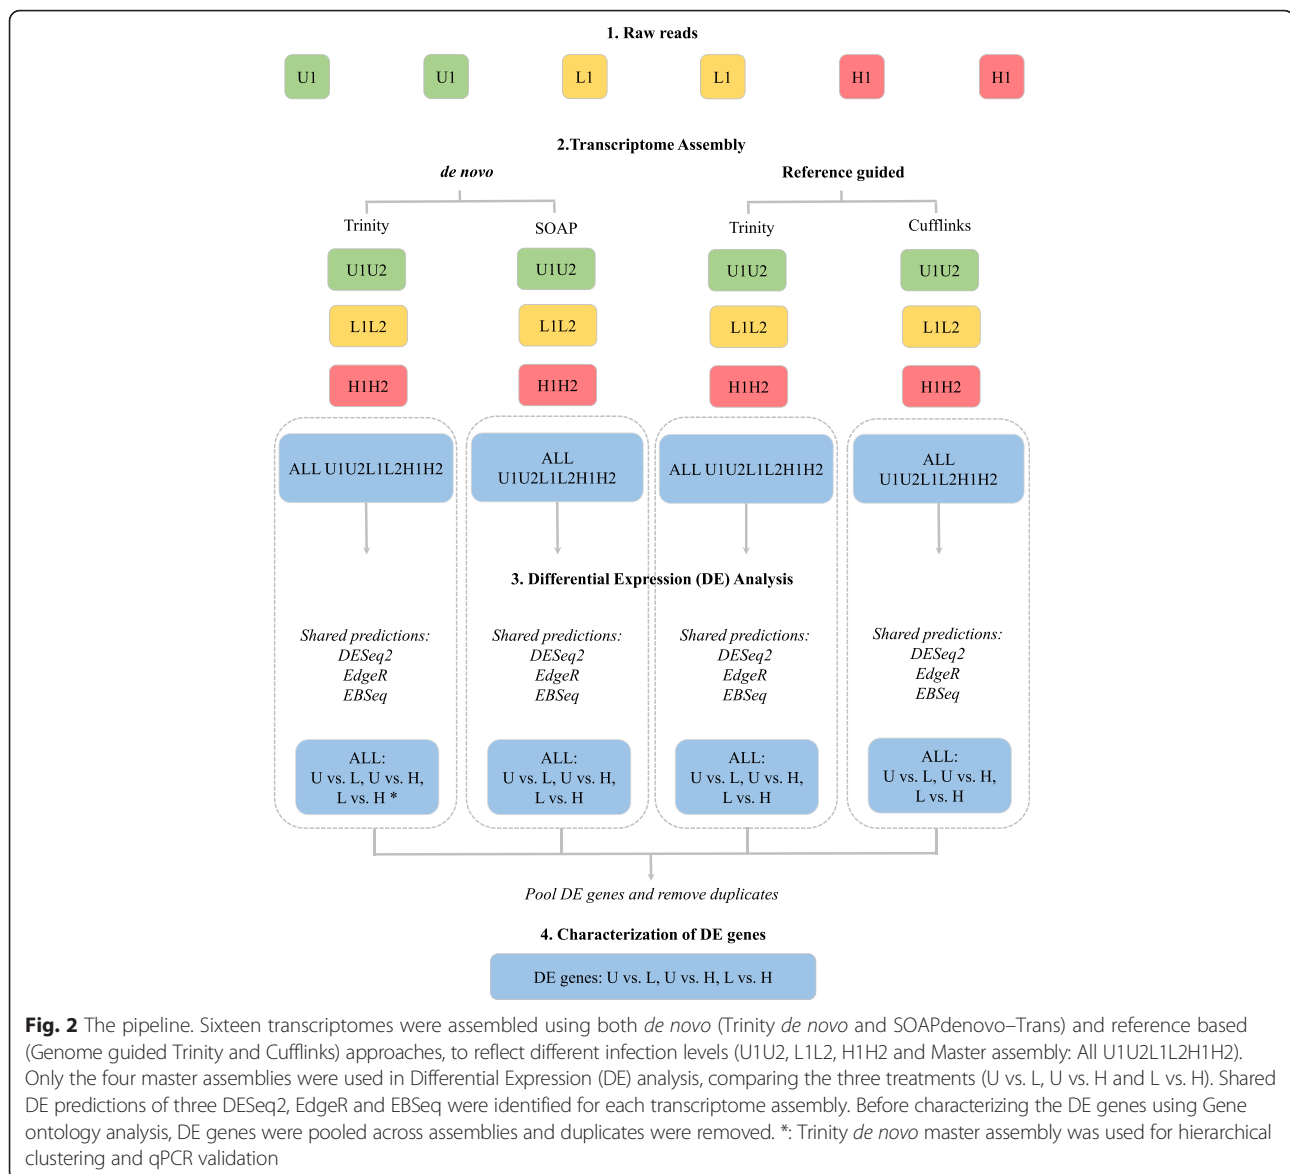 1. Raw reads
U1 U1 L1 L1 H1 H1
2.Transcriptome Assembly
de novo Reference guided
Trinity SOAP Trinity Cufflinks
U1U2 U1U2 U1U2 U1U2
L1L2 L1L2 L1L2 L1L2
H1H2 H1H2 H1H2 H1H2
ALL U1U2L1L2H1H2
ALL
U1U2L1L2H1H2
ALL U1U2L1L2H1H2
ALL
U1U2L1L2H1H2
3. Differential Expression (DE) Analysis
Shared predictions:
DESeq2
EdgeR
EBSeq
Shared predictions:
DESeq2
EdgeR
EBSeq
Shared predictions:
DESeq2
EdgeR
EBSeq
Shared predictions:
DESeq2
EdgeR
EBSeq
ALL:
U vs. L, U vs. H,
L vs. H *
ALL:
U vs. L, U vs. H,
L vs. H
ALL:
U vs. L, U vs. H,
L vs. H
ALL:
U vs. L, U vs. H,
L vs. H
Pool DE genes and remove duplicates
4. Characterization of DE genes
DE genes: U vs. L, U vs. H, L vs. H
Fig. 2 The pipeline. Sixteen transcriptomes were assembled using both de novo (Trinity de novo and SOAPdenovo–Trans) and reference based
(Genome guided Trinity and Cufflinks) approaches, to reflect different infection levels (U1U2, L1L2, H1H2 and Master assembly: All U1U2L1L2H1H2).
Only the four master assemblies were used in Differential Expression (DE) analysis, comparing the three treatments (U vs. L, U vs. H and L vs. H). Shared
DE predictions of three DESeq2, EdgeR and EBSeq were identified for each transcriptome assembly. Before characterizing the DE genes using Gene
ontology analysis, DE genes were pooled across assemblies and duplicates were removed. *: Trinity de novo master assembly was used for hierarchical
clustering and qPCR validation